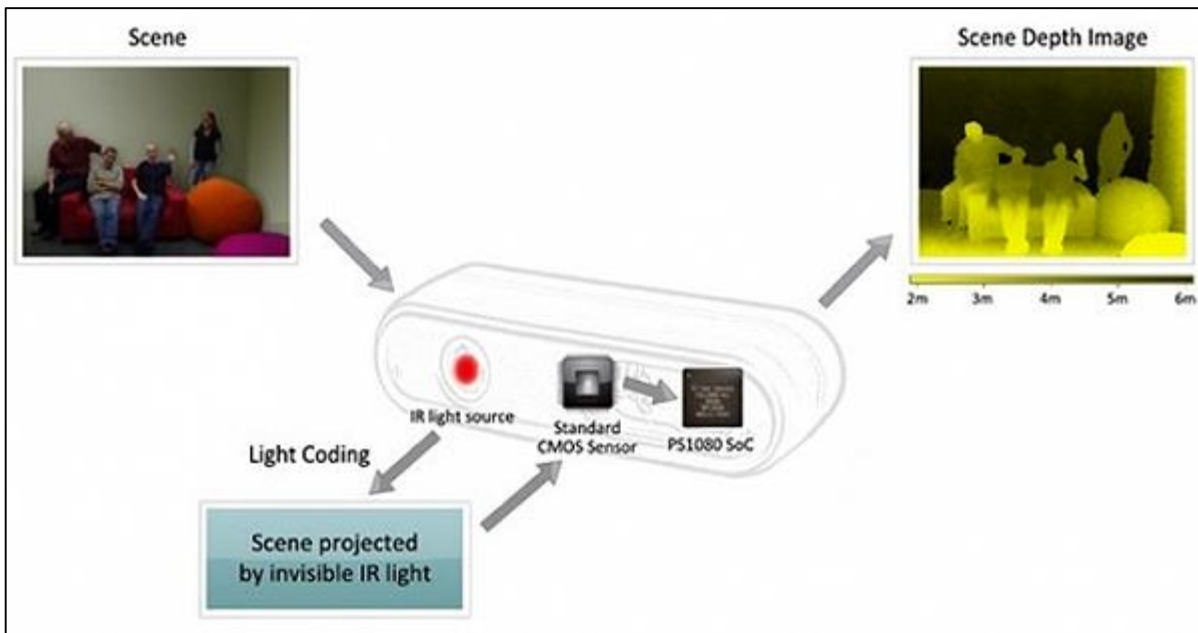 Scene
Scene Depth Image
2m 3m 4m 5m 6m
IR light source
Standard
CMOS Sensor
PS1080 SoC
Light Coding
Scene projected
by invisible IR light